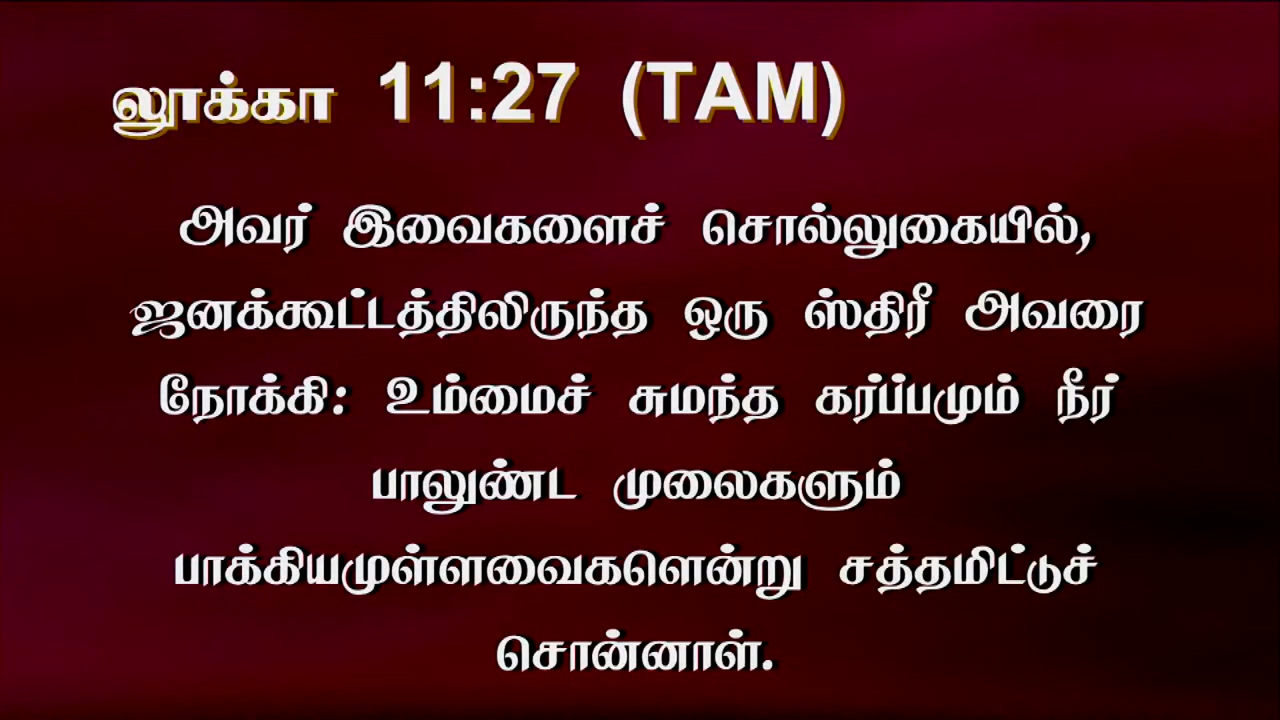 லூக்கா 11:27 (TAM)
அவர் இவைகளைச் சொல்லுகையில்,
ஜனக்கூட்டத்திலிருந்த ஒரு ஸ்திரீ அவரை
நோக்கி: உம்மைச் சுமந்த கர்ப்பமும் நீர்
பாலுண்ட முலைகளும்
பாக்கியமுள்ளவைகளென்று சத்தமிட்டுச்
சொன்னாள்.